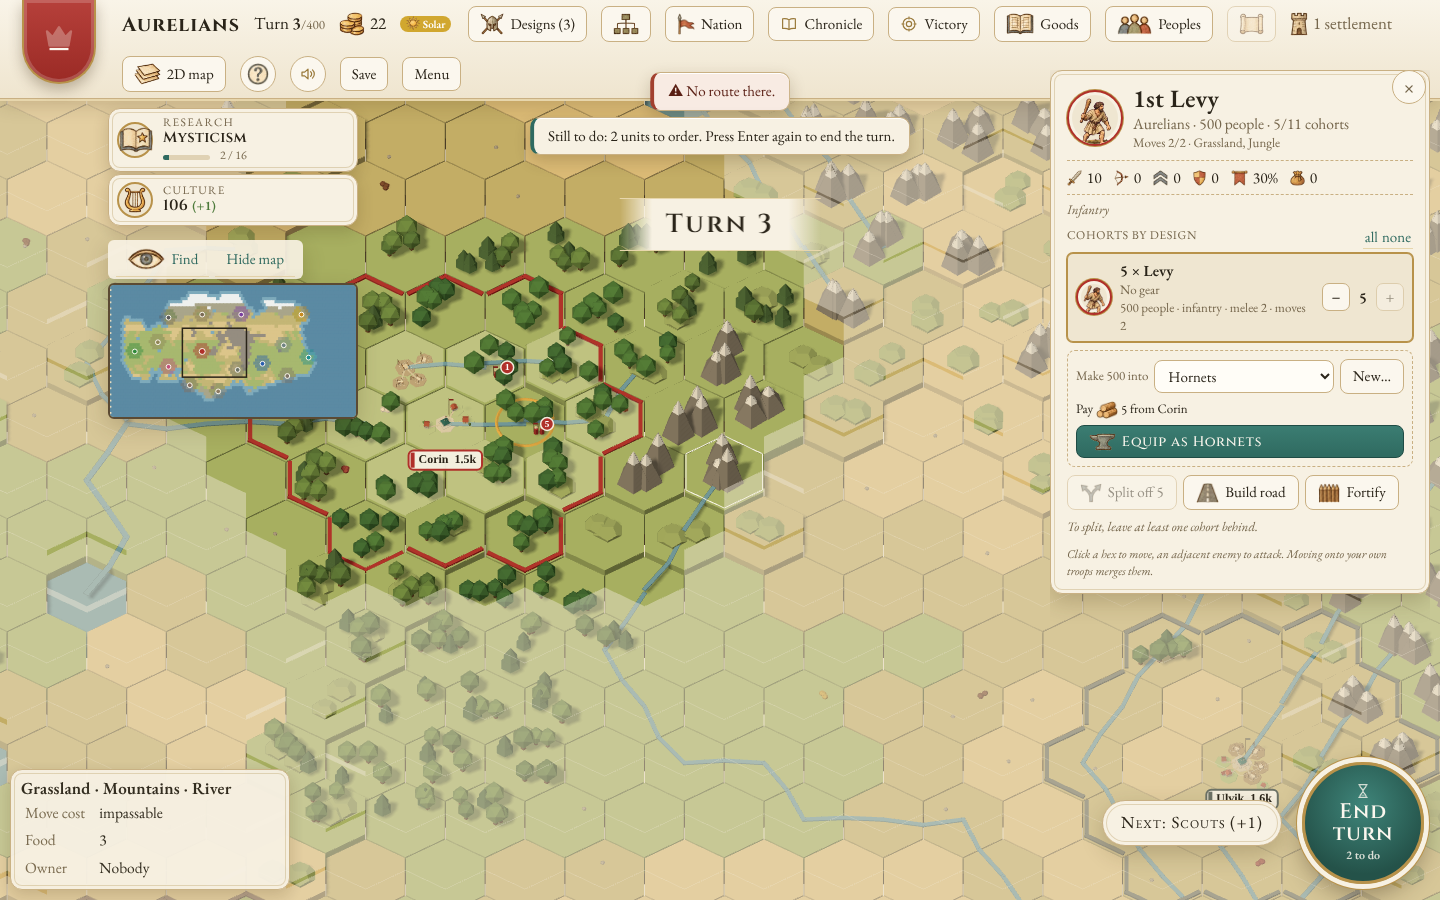 AURELIANS
Turn 3/400
22
Solar
Designs (3)
Nation
Chronicle
Victory
Goods
Peoples
1 settlement
2D map
?
Save
Menu
No route there.
Still to do: 2 units to order. Press Enter again to end the turn.
TURN 3
RESEARCH
MYSTICISM
2 / 16
CULTURE
106 (+1)
Find
Hide map
1
5
Corin 1.5k
1st Levy
Aurelians · 500 people · 5/11 cohorts
Moves 2/2 · Grassland, Jungle
10
0
0
0
30%
0
Infantry
COHORTS BY DESIGN
all none
5 × Levy
No gear
500 people · infantry · melee 2 · moves
2
−
5
+
Make 500 into
Hornets
New...
Pay 5 from Corin
EQUIP AS HORNETS
Split off 5
Build road
Fortify
To split, leave at least one cohort behind.
Click a hex to move, an adjacent enemy to attack. Moving onto your own
troops merges them.
Grassland · Mountains · River
Move cost impassable
Food 3
Owner Nobody
Ulvik 1.6k
NEXT: SCOUTS (+1)
END
TURN
2 to do